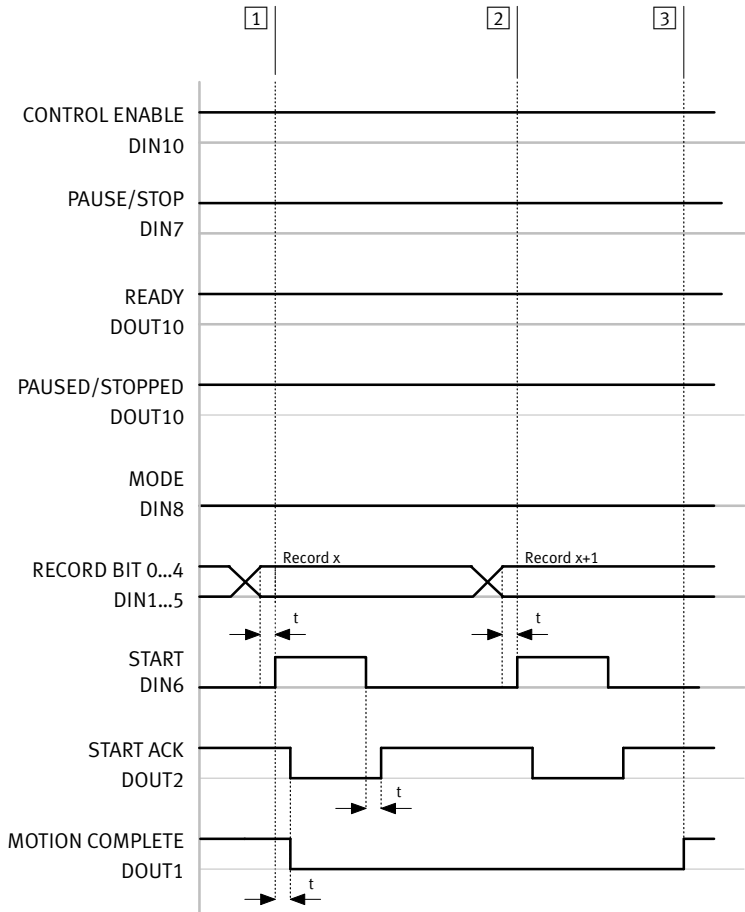 1 2 3
CONTROL ENABLE
DIN10
PAUSE/STOP
DIN7
READY
DOUT10
PAUSED/STOPPED
DOUT10
MODE
DIN8
Record x Record x+1
RECORD BIT 0...4
DIN1...5
t t
START
DIN6
START ACK
DOUT2
t
MOTION COMPLETE
DOUT1
t